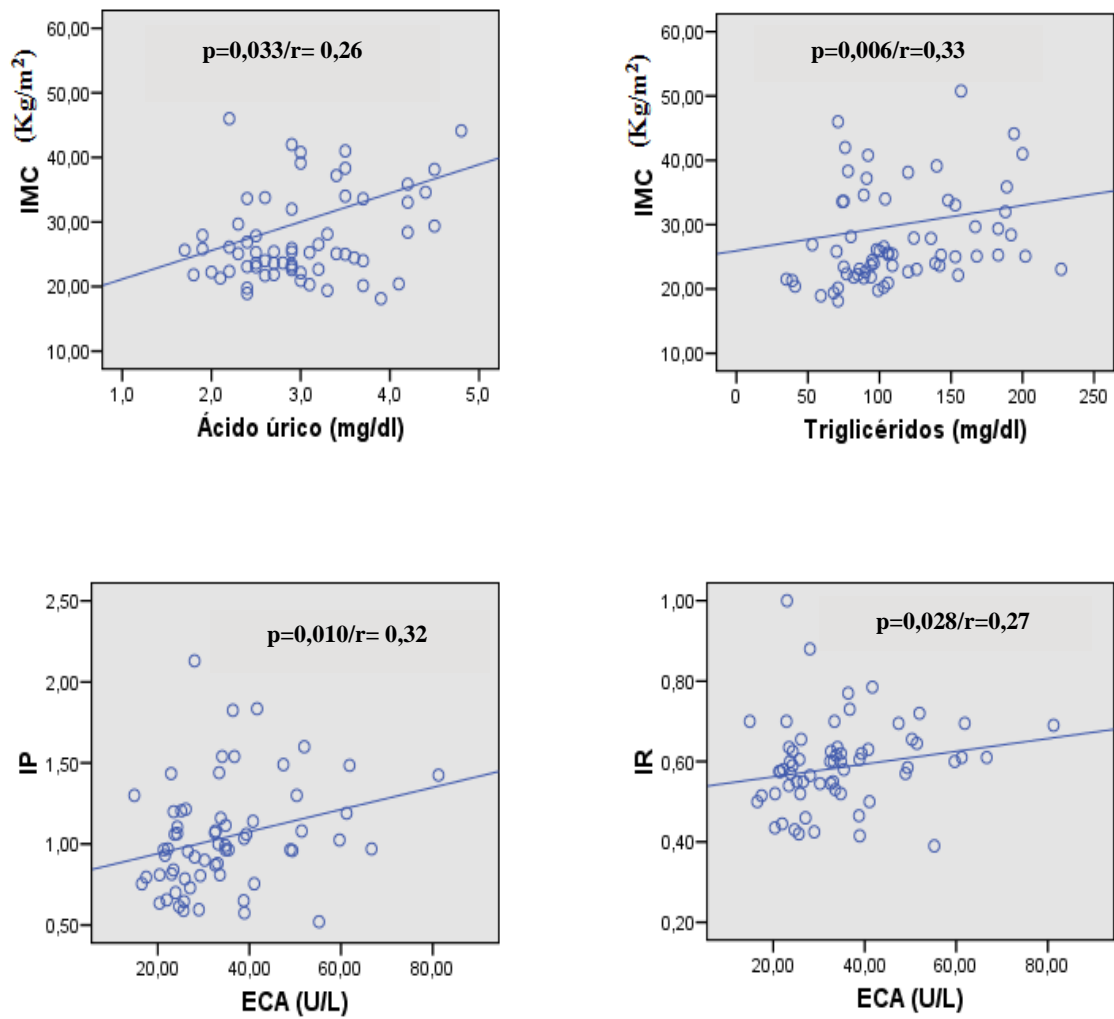 p=0,033/r= 0,26
IMC (Kg/m²)
60,00
50,00
40,00
30,00
20,00
10,00
1,0 2,0 3,0 4,0 5,0
Ácido úrico (mg/dl)
p=0,006/r=0,33
IMC (Kg/m²)
60,00
50,00
40,00
30,00
20,00
10,00
0 50 100 150 200 250
Triglicéridos (mg/dl)
p=0,010/r= 0,32
IP
2,50
2,00
1,50
1,00
0,50
20,00 40,00 60,00 80,00
ECA (U/L)
p=0,028/r=0,27
IR
1,00
0,80
0,60
0,40
0,20
20,00 40,00 60,00 80,00
ECA (U/L)